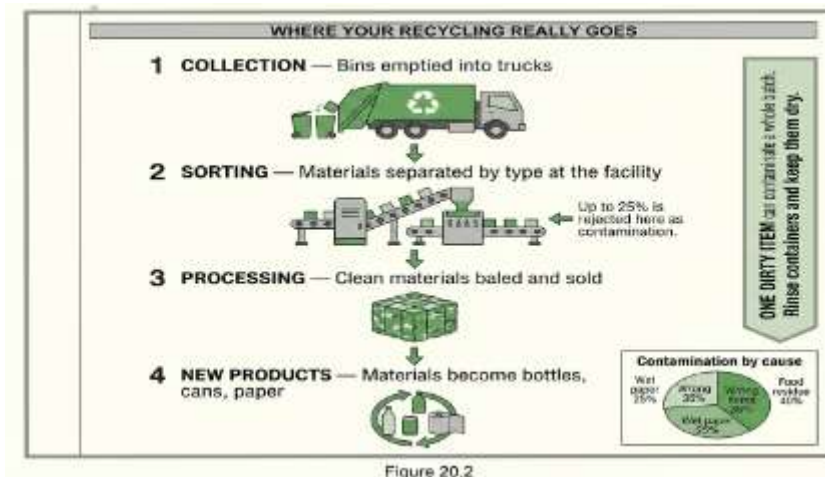 WHERE YOUR RECYCLING REALLY GOES
1 COLLECTION — Bins emptied into trucks
2 SORTING — Materials separated by type at the facility
Up to 25% is
rejected here as
contamination.
3 PROCESSING — Clean materials baled and sold
4 NEW PRODUCTS — Materials become bottles,
cans, paper
ONE DIRTY ITEM can contaminate a whole batch.
Rinse containers and keep them dry.
Contamination by cause
Wet
paper
25%
Food
residue
40%
Wet paper
Figure 20.2